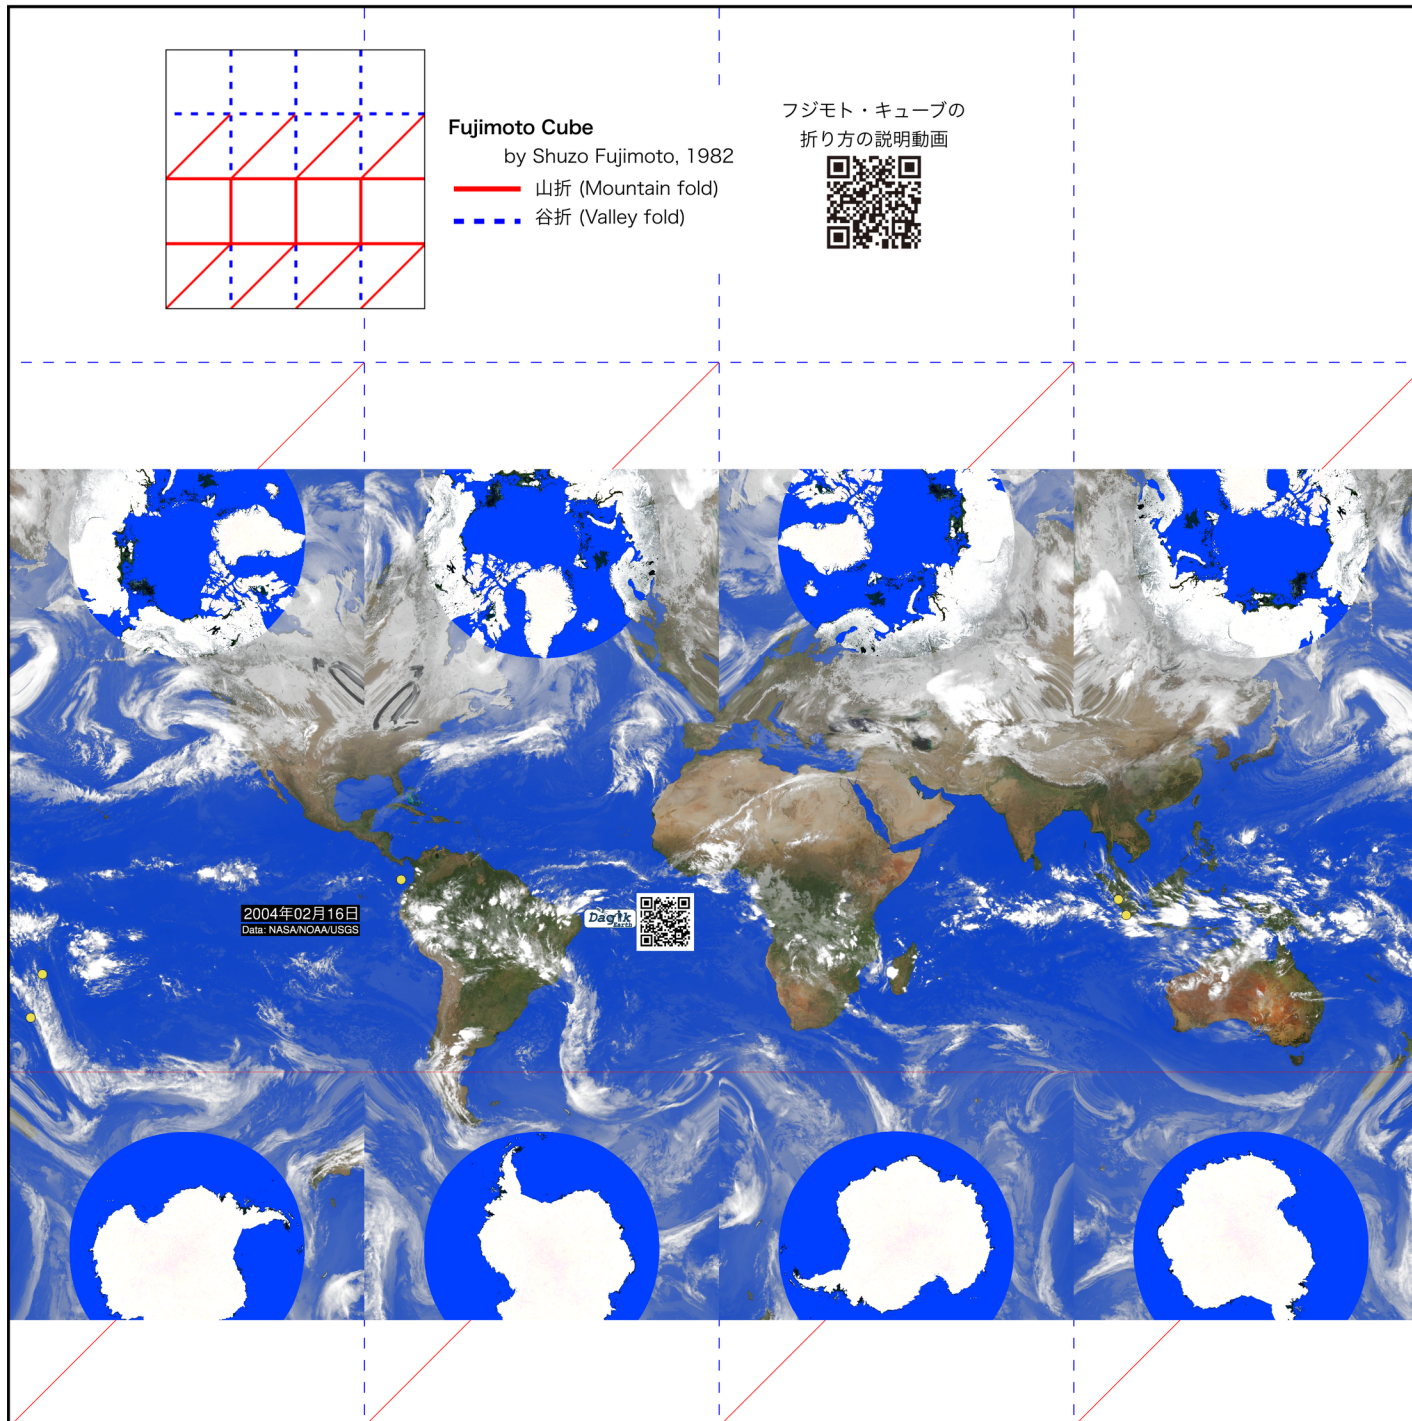 Fujimoto Cube
by Shuzo Fujimoto, 1982
山折 (Mountain fold)
谷折 (Valley fold)
フジモト・キューブの
折り方の説明動画
2004年02月16日
Data: NASA/NOAA/USGS
Dagik
Earth